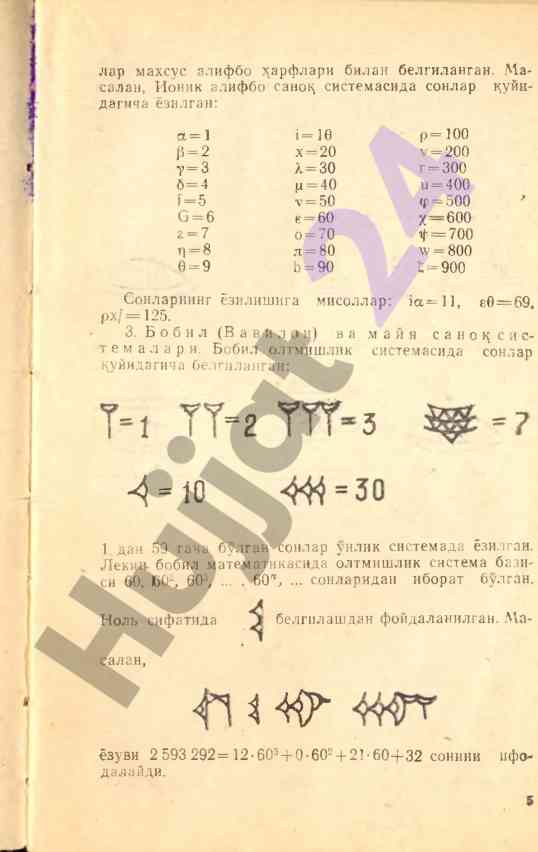 лар махсус алифбо ҳарфлари билан белгиланган. Ма-
салан, Ионик алифбо саноқ системасида сонлар қуйи-
дагича ёзилган:
α=1 i=10 ρ=100
β=2 x=20 v=200
γ=3 λ=30 т=300
δ=4 μ=40 u=400
f=5 ν=50 φ=500
G=6 ε=60 χ=600
z=7 o=70 ψ=700
η=8 л=80 w=800
θ=9 b=90 t=900
Сонларнинг ёзилишига мисоллар: ia=11, εθ=69,
ρx/=125.
3. Бобил (Вавилон) ва майя саноқ сис-
темалари. Бобил олтмишлик системасида сонлар
қуйидагича белгиланган:
=1 =2 =3 =?
=10 =30
1 дан 59 гача бўлган сонлар ўнлик системада ёзилган.
Лекин бобил математикасида олтмишлик система бази-
си 60, 60², 60³, ... , 60ⁿ, ... сонларидан иборат бўлган.
Ноль сифатида белгилашдан фойдаланилган. Ма-
салан,
ёзуви 2 593 292=12·60³+0·60²+21·60+32 сонини ифо-
далайди.
5
Hujjat 24